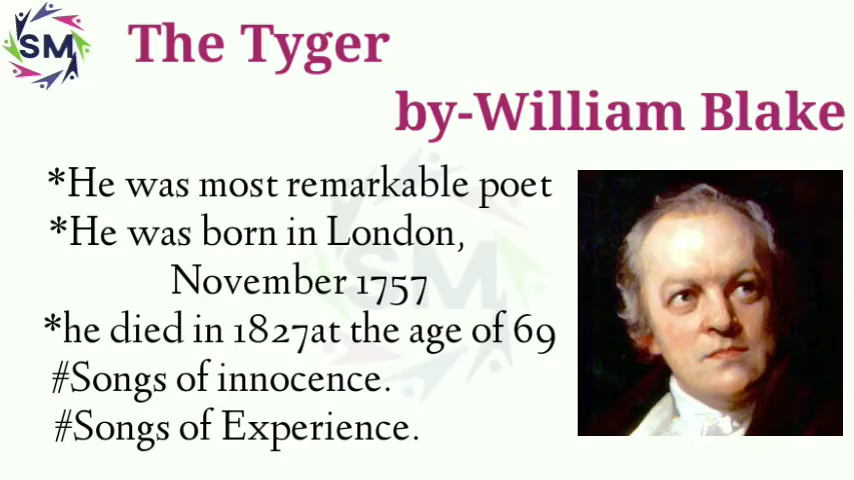 SM
The Tyger
by-William Blake
*He was most remarkable poet
*He was born in London,
November 1757
*he died in 1827at the age of 69
#Songs of innocence.
#Songs of Experience.
SM